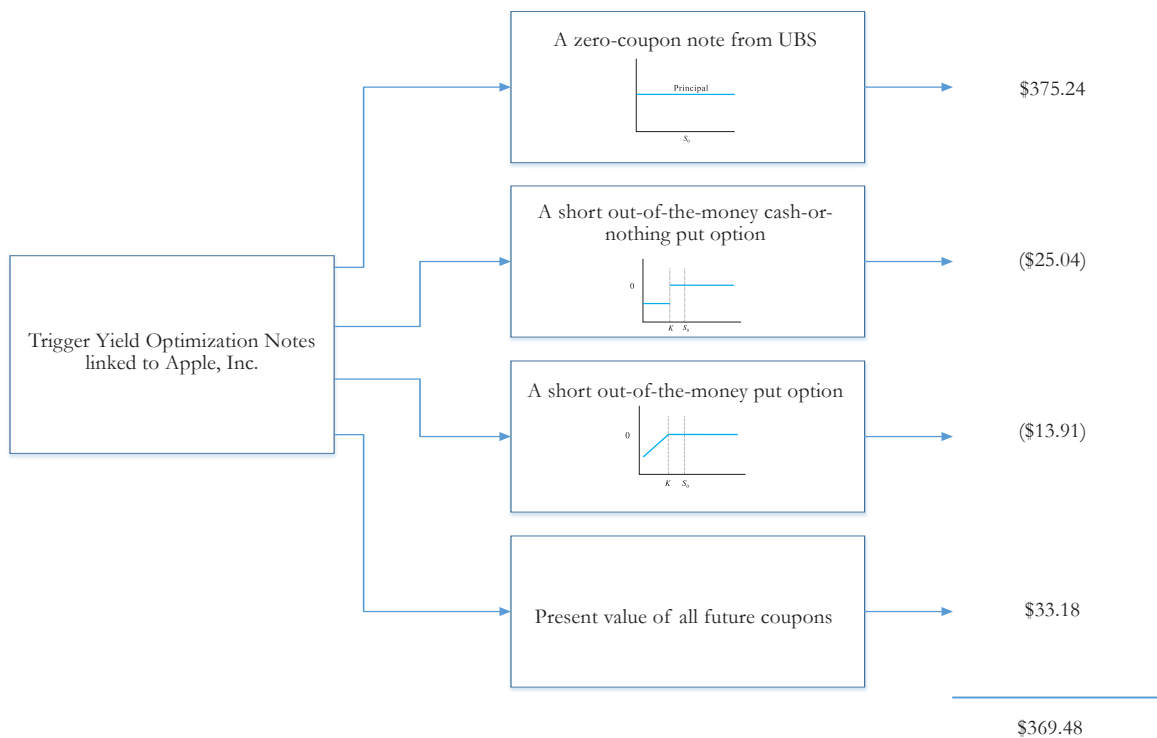 A zero-coupon note from UBS
Principal
S₀
$375.24
A short out-of-the-money cash-or-
nothing put option
0
K S₀
($25.04)
Trigger Yield Optimization Notes
linked to Apple, Inc.
A short out-of-the-money put option
0
K S₀
($13.91)
Present value of all future coupons
$33.18
$369.48